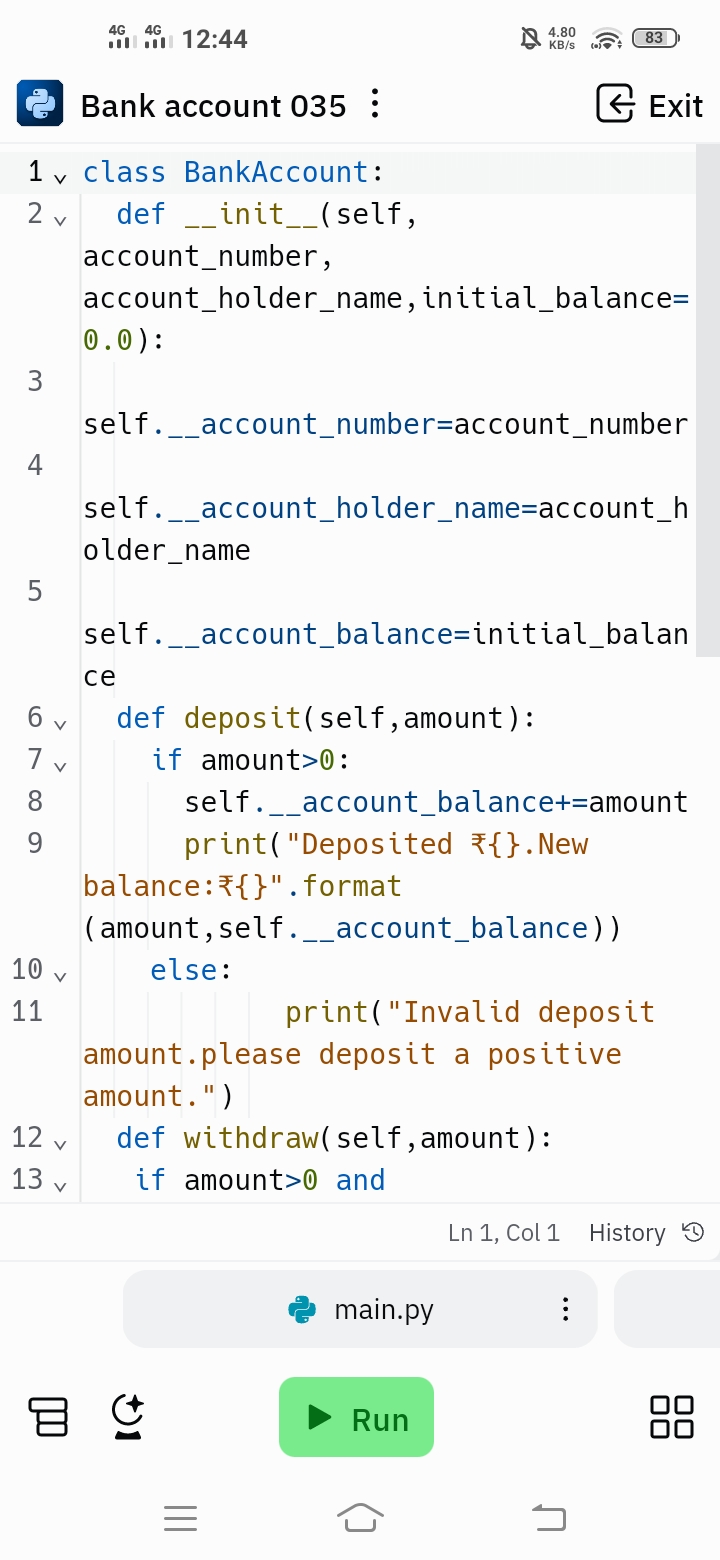 4G 4G 12:44 4.80 KB/s 83
Bank account 035 Exit
1 class BankAccount:
2 def __init__(self,
account_number,
account_holder_name,initial_balance=
0.0):
3
self.__account_number=account_number
4
self.__account_holder_name=account_h
older_name
5
self.__account_balance=initial_balan
ce
6 def deposit(self,amount):
7 if amount>0:
8 self.__account_balance+=amount
9 print("Deposited ₹{}.New
balance:₹{}".format
(amount,self.__account_balance))
10 else:
11 print("Invalid deposit
amount.please deposit a positive
amount.")
12 def withdraw(self,amount):
13 if amount>0 and
Ln 1, Col 1 History
main.py
Run